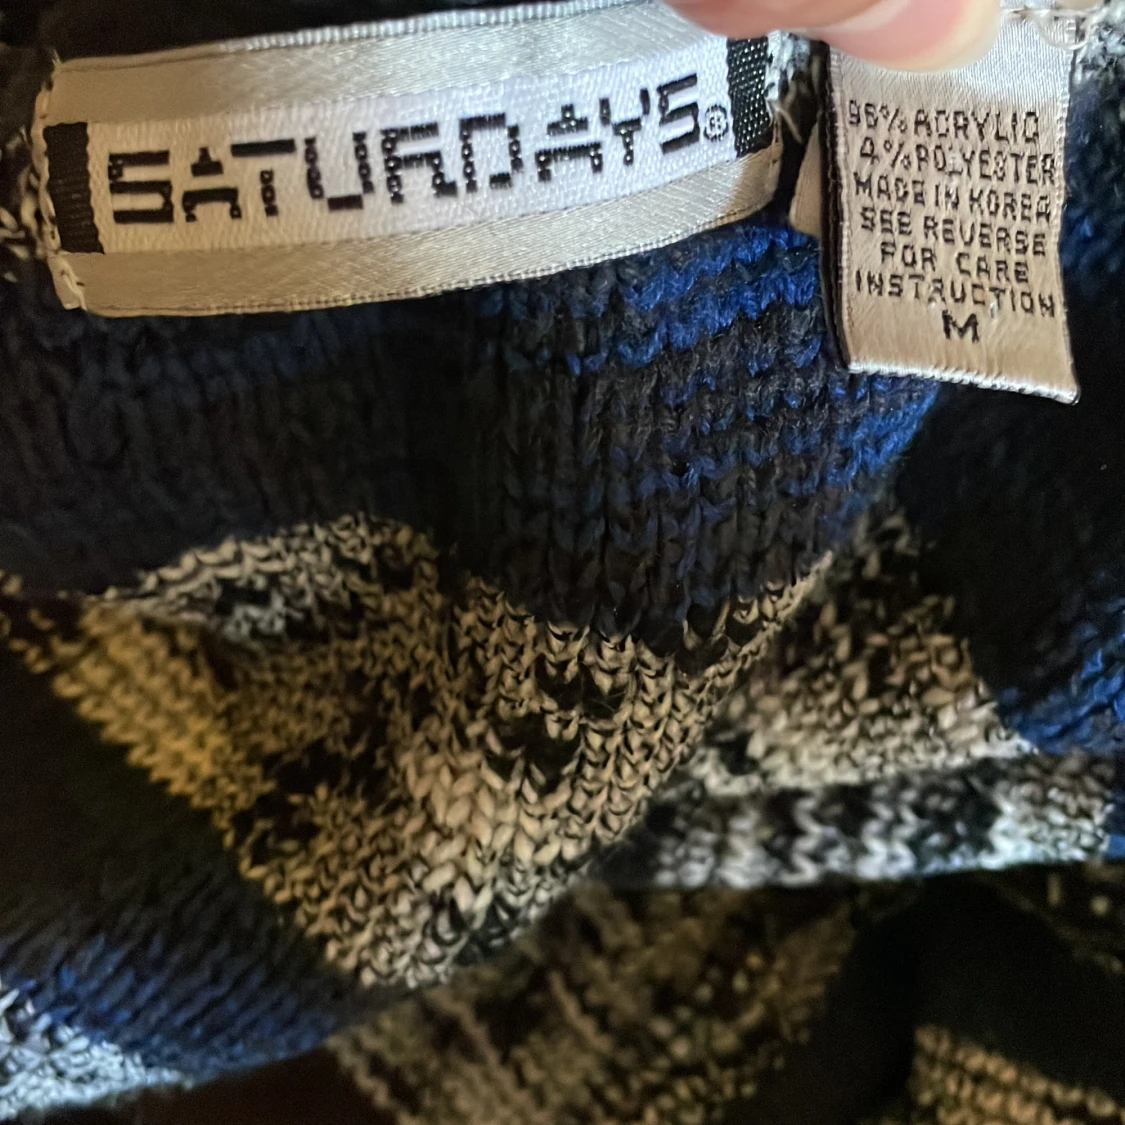 SATURDAYS®
96% ACRYLIC
4% POLYESTER
MADE IN KOREA
SEE REVERSE
FOR CARE
INSTRUCTION
M